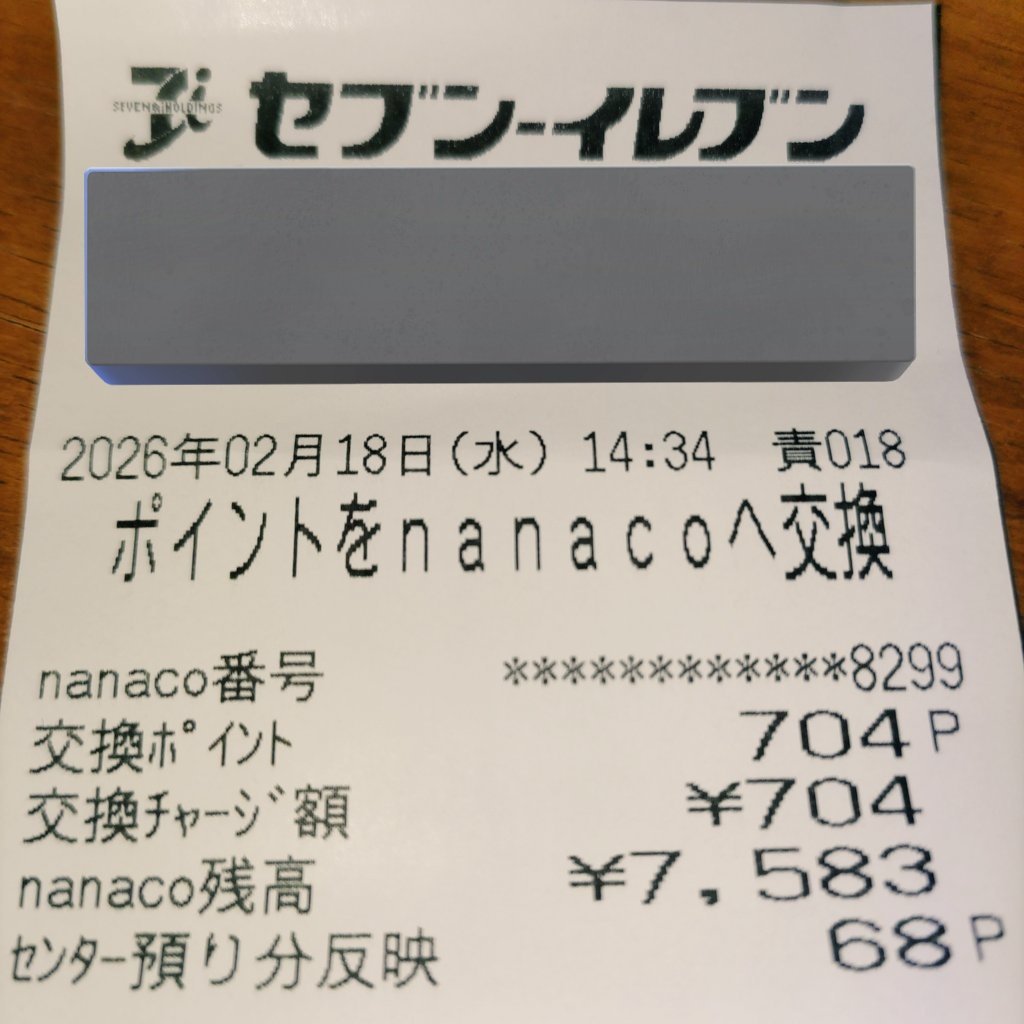 SEVEN&i HOLDINGS
セブン-イレブン
2026年02月18日(水) 14:34 責018
ポイントをnanacoへ交換
nanaco番号 ************8299
交換ﾎﾟｲﾝﾄ 704P
交換ﾁｬｰｼﾞ額 ¥704
nanaco残高 ¥7,583
ｾﾝﾀｰ預り分反映 68P